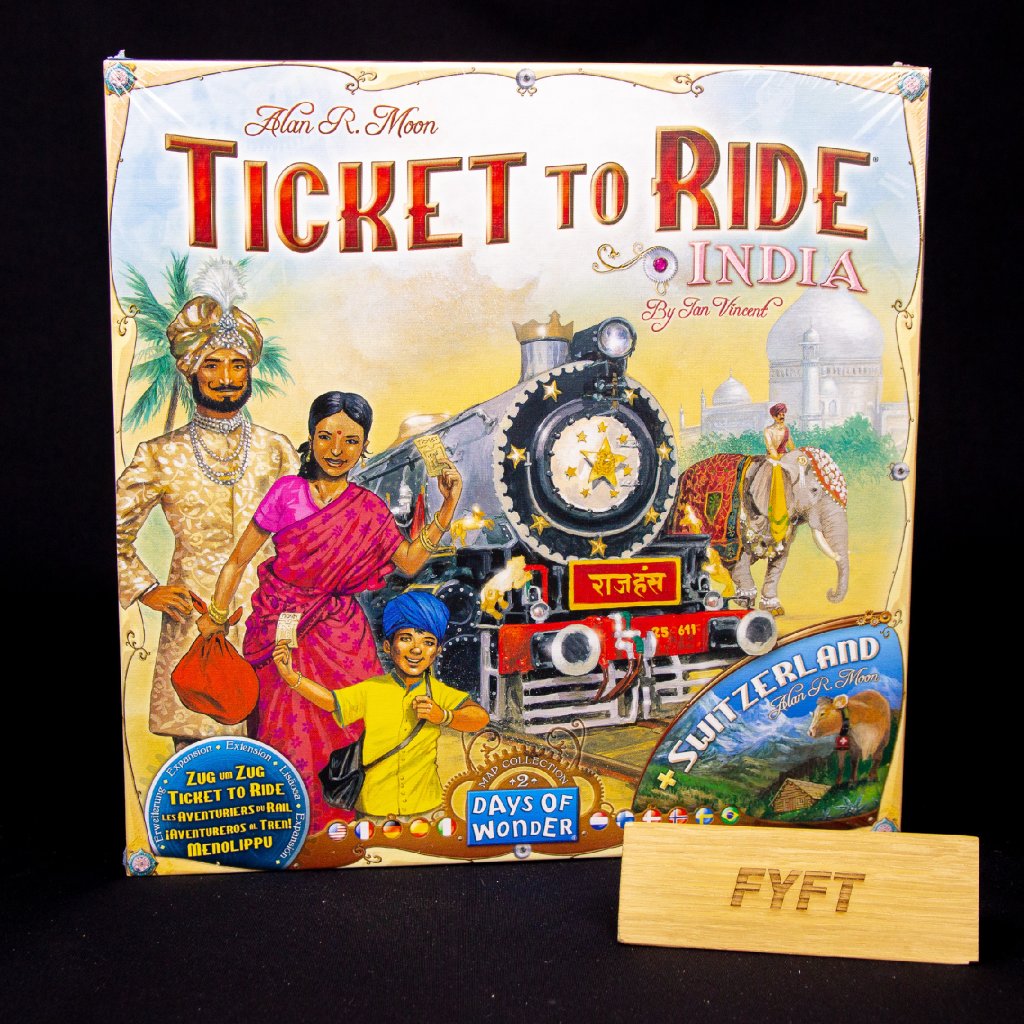 Alan R. Moon
TICKET TO RIDE
INDIA
By Ian Vincent
राजहंस
25 611
SWITZERLAND
Alan R. Moon
Expansion • Extension • Lisäosa
Erweiterung
Expansión
ZUG UM ZUG
TICKET TO RIDE
LES AVENTURIERS DU RAIL
¡AVENTUREROS AL TREN!
MENOLIPPU
MAP COLLECTION
2
DAYS OF
WONDER
FYFT